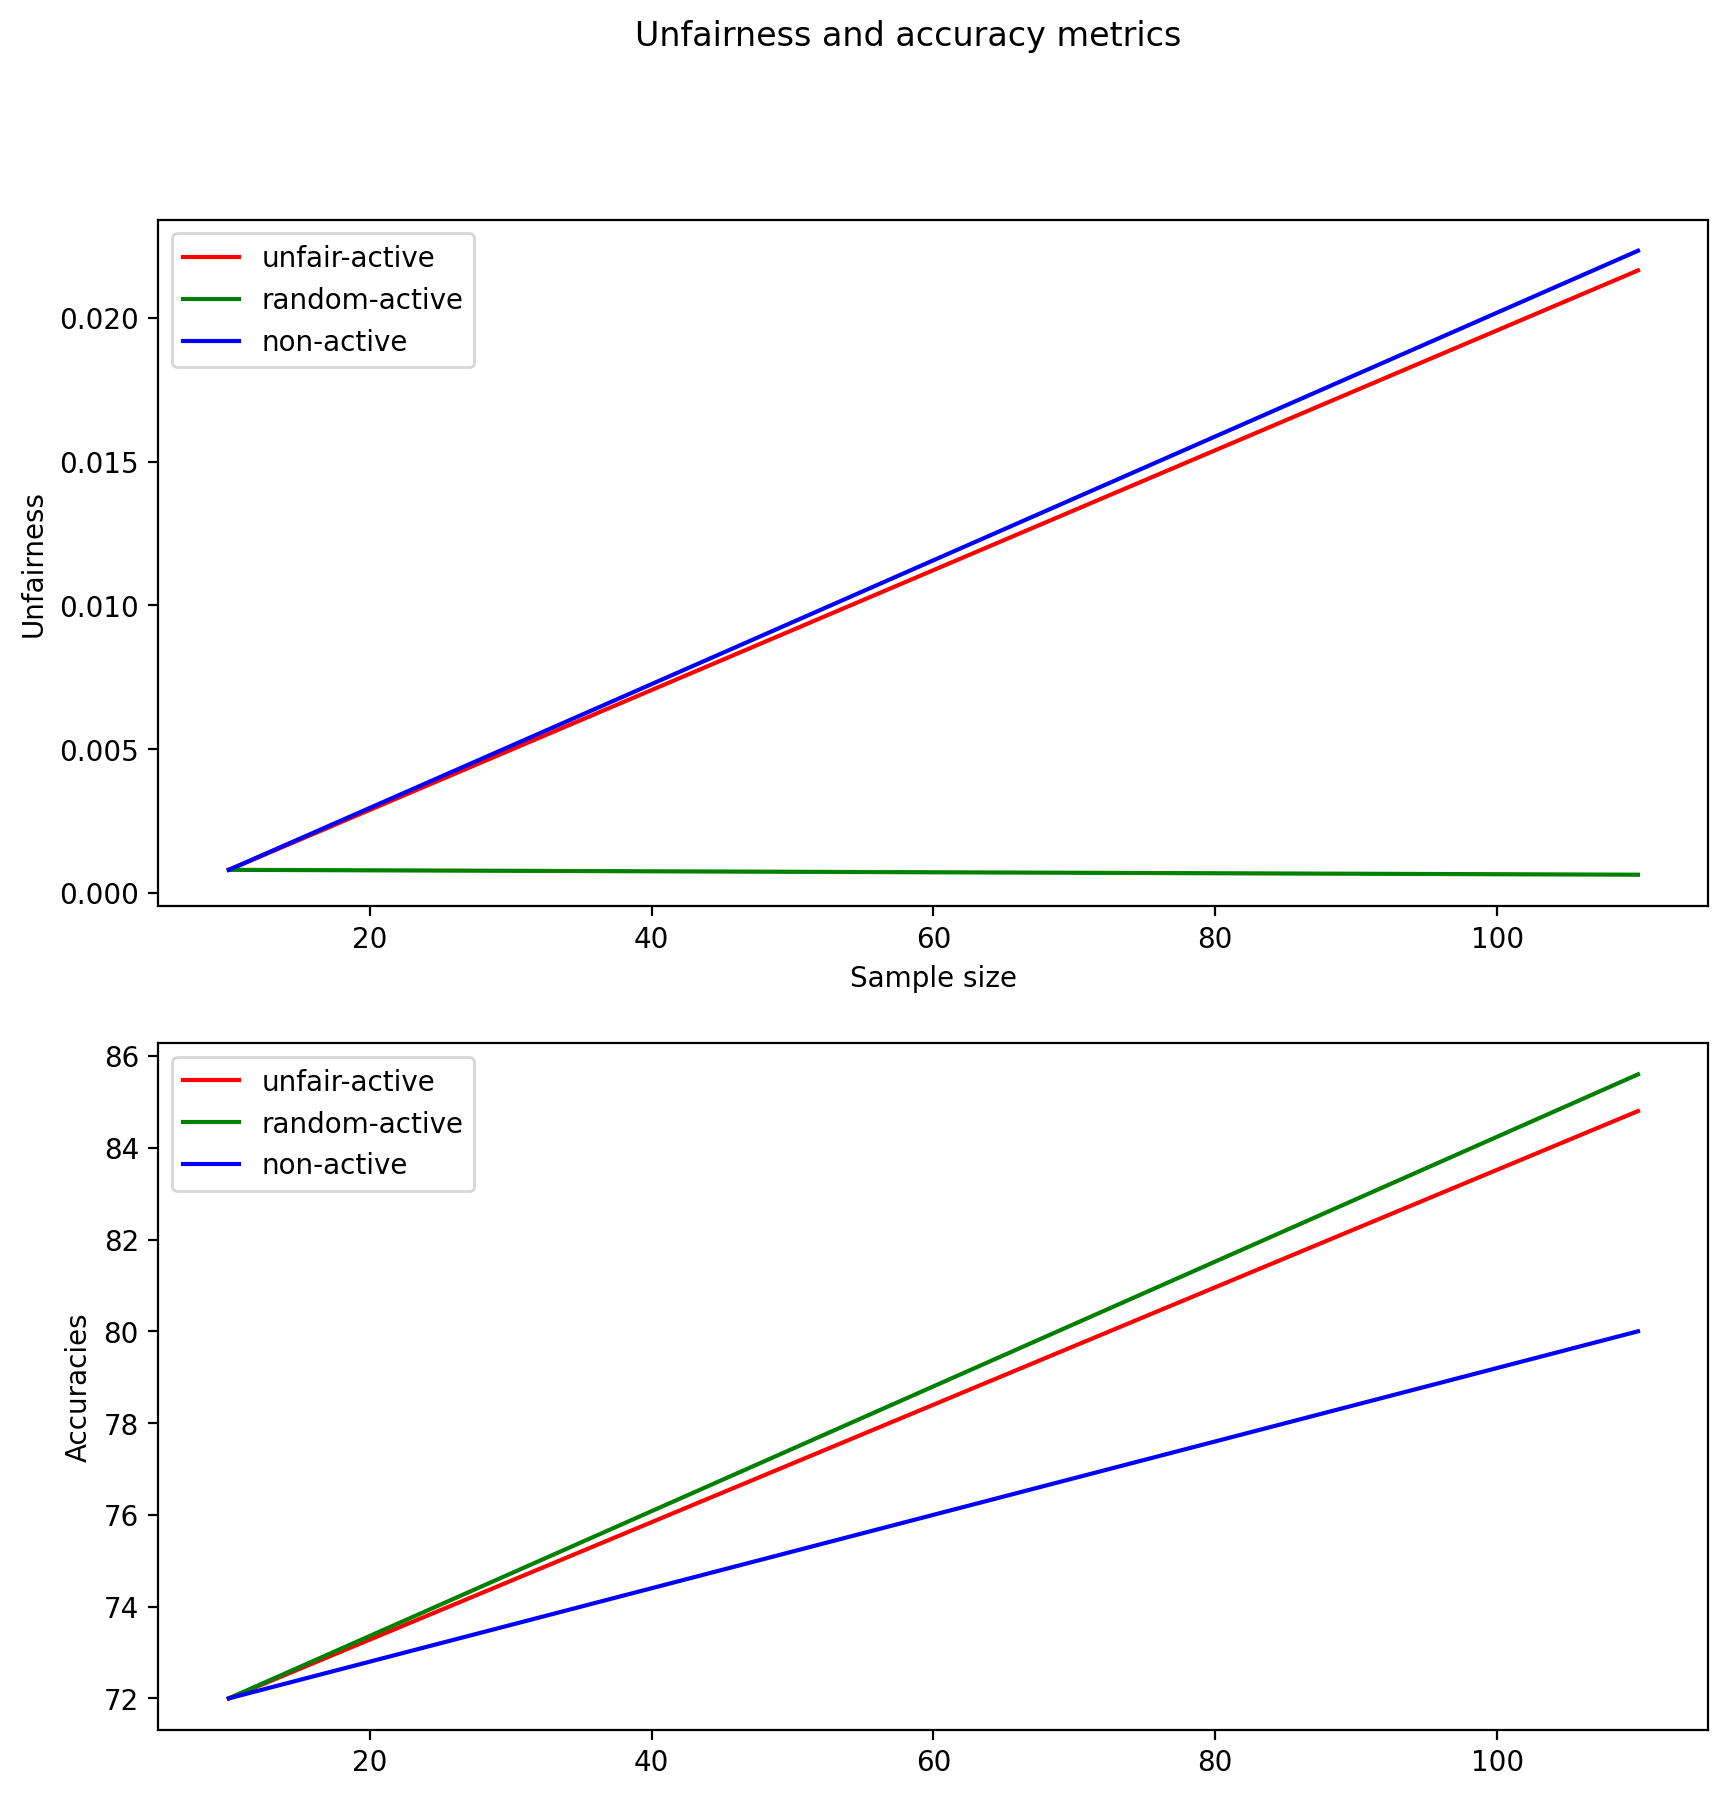 Unfairness and accuracy metrics
unfair-active
random-active
non-active
0.020
0.015
0.010
0.005
0.000
Unfairness
20 40 60 80 100
Sample size
unfair-active
random-active
non-active
86
84
82
80
78
76
74
72
Accuracies
20 40 60 80 100